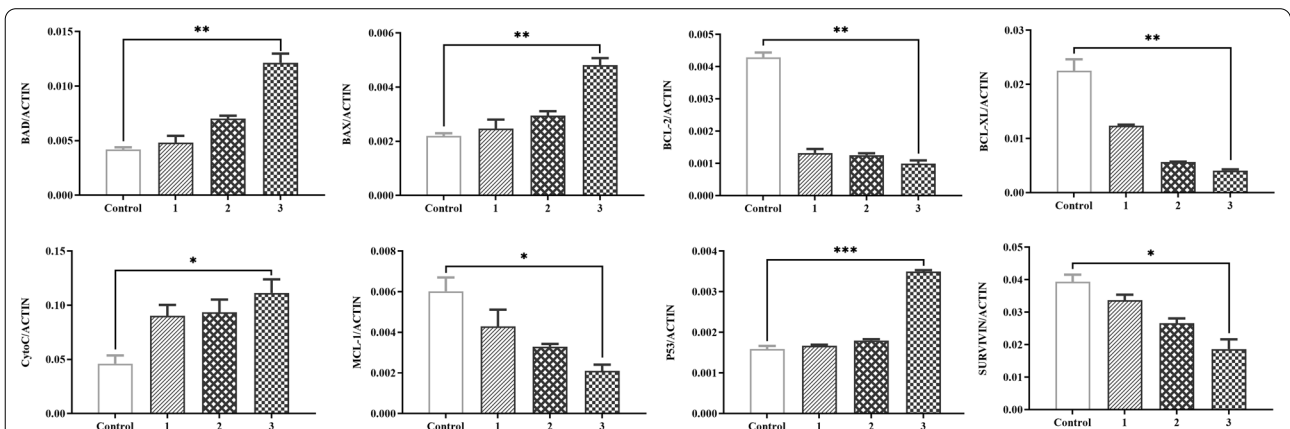 BAD/ACTIN
0.015
0.010
0.005
0.000
**
Control 1 2 3
BAX/ACTIN
0.006
0.004
0.002
0.000
**
Control 1 2 3
BCL-2/ACTIN
0.005
0.004
0.003
0.002
0.001
0.000
**
Control 1 2 3
BCL-XL/ACTIN
0.03
0.02
0.01
0.00
**
Control 1 2 3
CytoC/ACTIN
0.15
0.10
0.05
0.00
*
Control 1 2 3
MCL-1/ACTIN
0.008
0.006
0.004
0.002
0.000
*
Control 1 2 3
P53/ACTIN
0.004
0.003
0.002
0.001
0.000
***
Control 1 2 3
SURVIVIN/ACTIN
0.05
0.04
0.03
0.02
0.01
0.00
*
Control 1 2 3